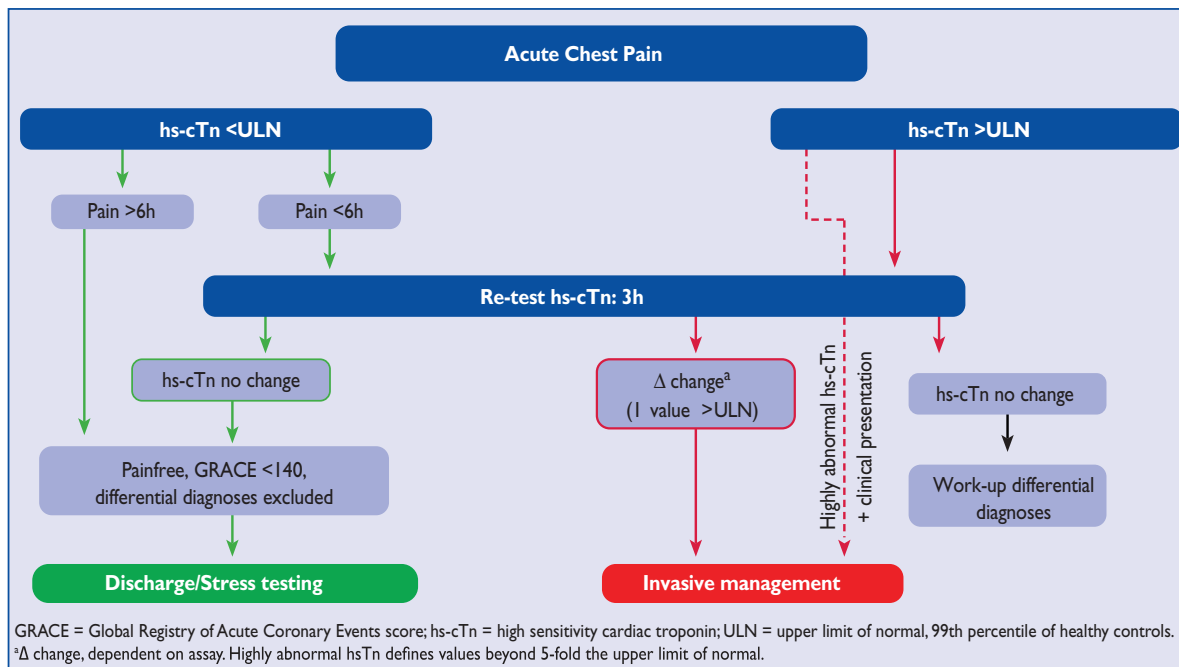 Acute Chest Pain
hs-cTn <ULN
hs-cTn >ULN
Pain >6h
Pain <6h
Re-test hs-cTn: 3h
hs-cTn no change
Δ changeᵃ
(1 value >ULN)
Highly abnormal hs-cTn
+ clinical presentation
hs-cTn no change
Painfree, GRACE <140,
differential diagnoses excluded
Work-up differential
diagnoses
Discharge/Stress testing
Invasive management
GRACE = Global Registry of Acute Coronary Events score; hs-cTn = high sensitivity cardiac troponin; ULN = upper limit of normal, 99th percentile of healthy controls.
ᵃΔ change, dependent on assay. Highly abnormal hsTn defines values beyond 5-fold the upper limit of normal.